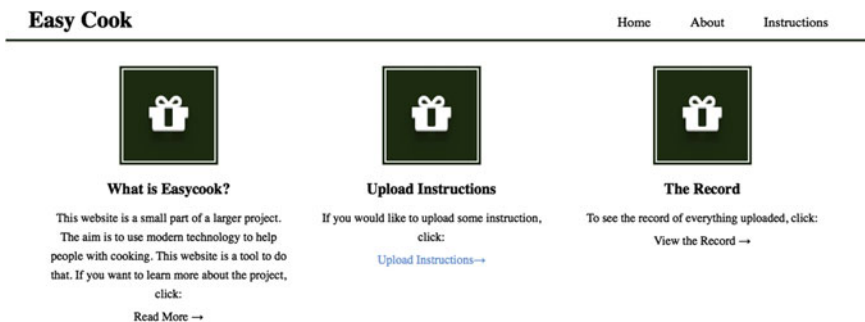 Easy Cook
Home About Instructions
What is Easycook?
This website is a small part of a larger project.
The aim is to use modern technology to help
people with cooking. This website is a tool to do
that. If you want to learn more about the project,
click:
Read More →
Upload Instructions
If you would like to upload some instruction,
click:
Upload Instructions→
The Record
To see the record of everything uploaded, click:
View the Record →